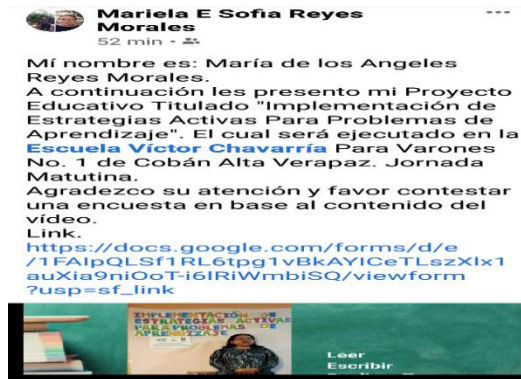 Mariela E Sofia Reyes
Morales
52 min
Mí nombre es: María de los Angeles
Reyes Morales.
A continuación les presento mi Proyecto
Educativo Titulado "Implementación de
Estrategias Activas Para Problemas de
Aprendizaje". El cual será ejecutado en la
Escuela Víctor Chavarría Para Varones
No. 1 de Cobán Alta Verapaz. Jornada
Matutina.
Agradezco su atención y favor contestar
una encuesta en base al contenido del
vídeo.
Link.
https://docs.google.com/forms/d/e
/1FAIpQLSf1RL6tpg1vBkAYICeTLszXlx1
auXia9niOoT-i6lRiWmbiSQ/viewform
?usp=sf_link
IMPLEMENTACIÓN DE
ESTRATEGIAS ACTIVAS
PARA PROBLEMAS DE
APRENDIZAJE
Leer
Escribir